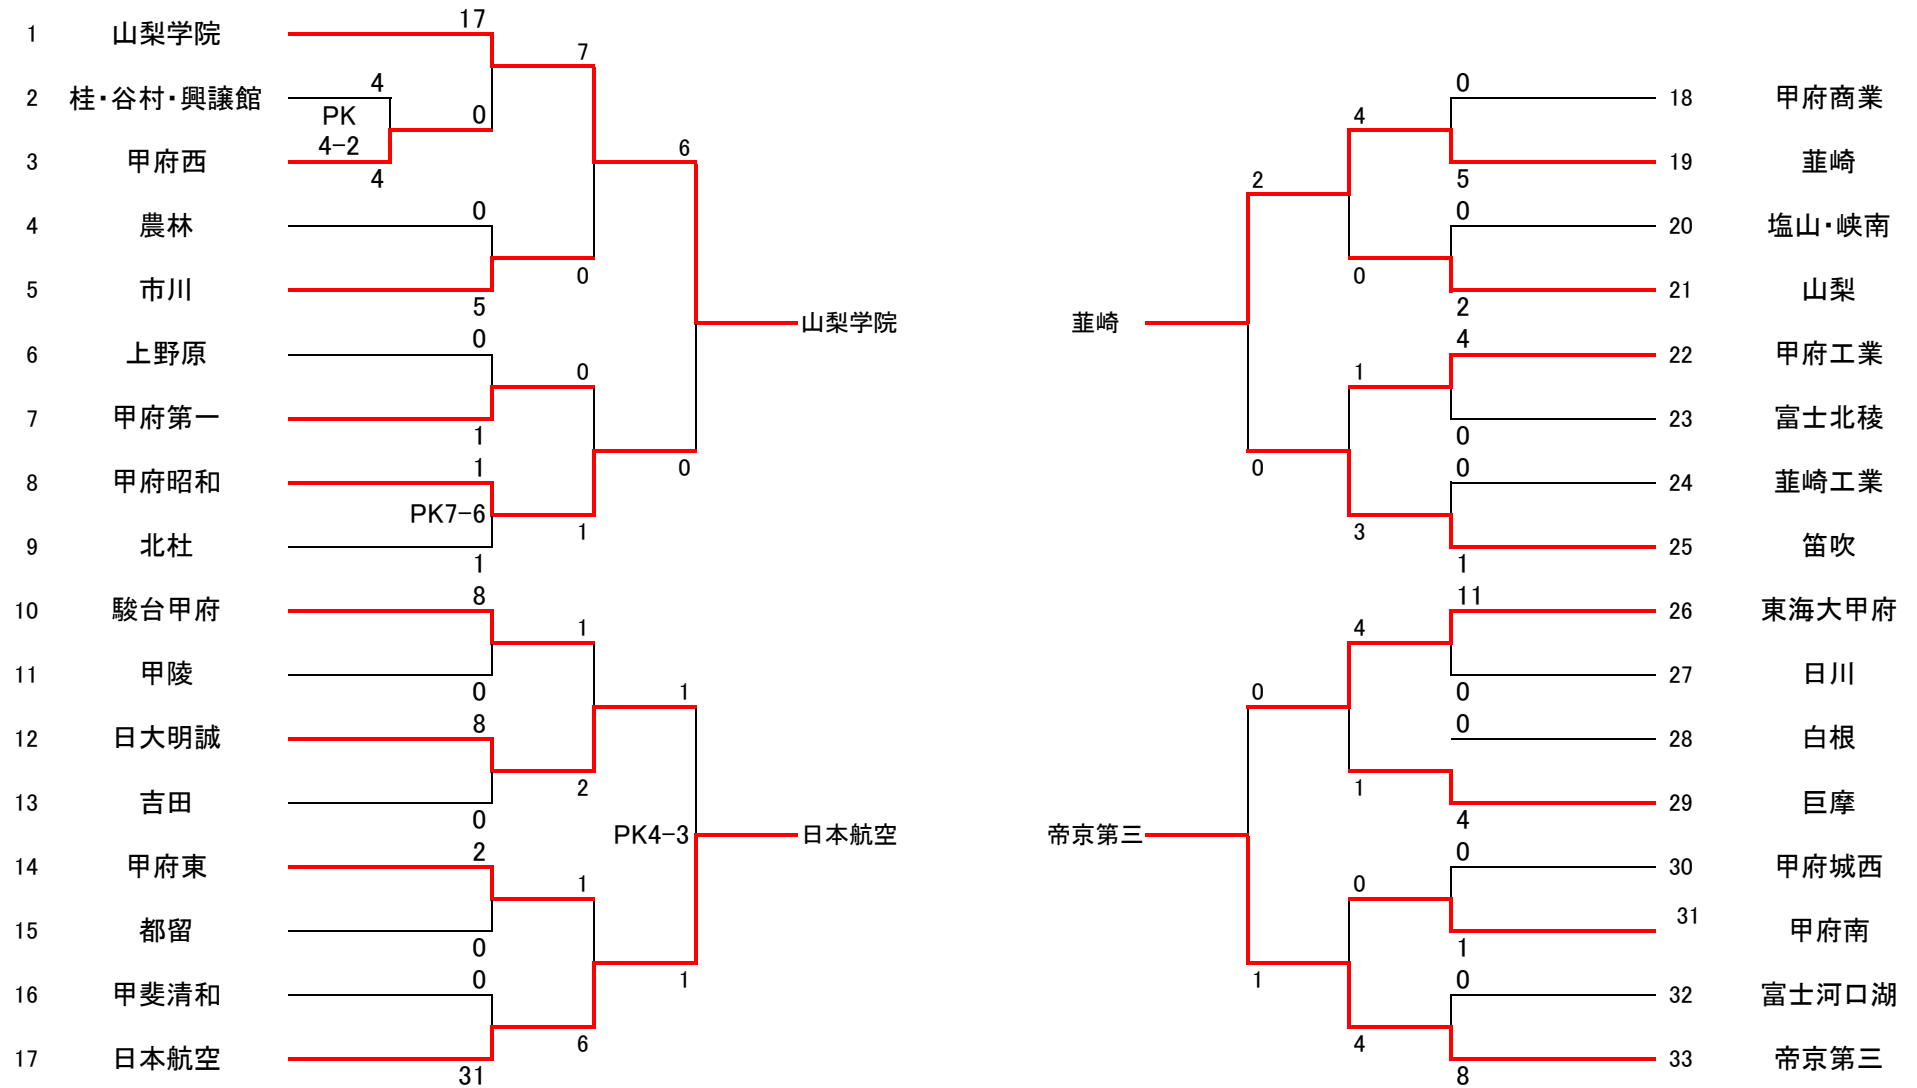 1 山梨学院 17
7
2 桂・谷村・興譲館 4
PK
4-2
0
3 甲府西 4
6
4 農林 0
5 市川 5
0
山梨学院
6 上野原 0
0
7 甲府第一 1
8 甲府昭和 1
0
PK7-6
1
9 北杜 1
10 駿台甲府 8
1
11 甲陵 0
1
12 日大明誠 8
2
13 吉田 0
PK4-3 日本航空
14 甲府東 2
1
15 都留 0
1
16 甲斐清和 0
6
17 日本航空 31
0 18 甲府商業
4
5 19 韮崎
2
0 20 塩山・峡南
0
2 21 山梨
韮崎
4 22 甲府工業
1
0 23 富士北稜
0
0 24 韮崎工業
3
1 25 笛吹
11 26 東海大甲府
4
0 27 日川
0
0 28 白根
1
4 29 巨摩
帝京第三
0 30 甲府城西
0
1 31 甲府南
1
0 32 富士河口湖
4
8 33 帝京第三